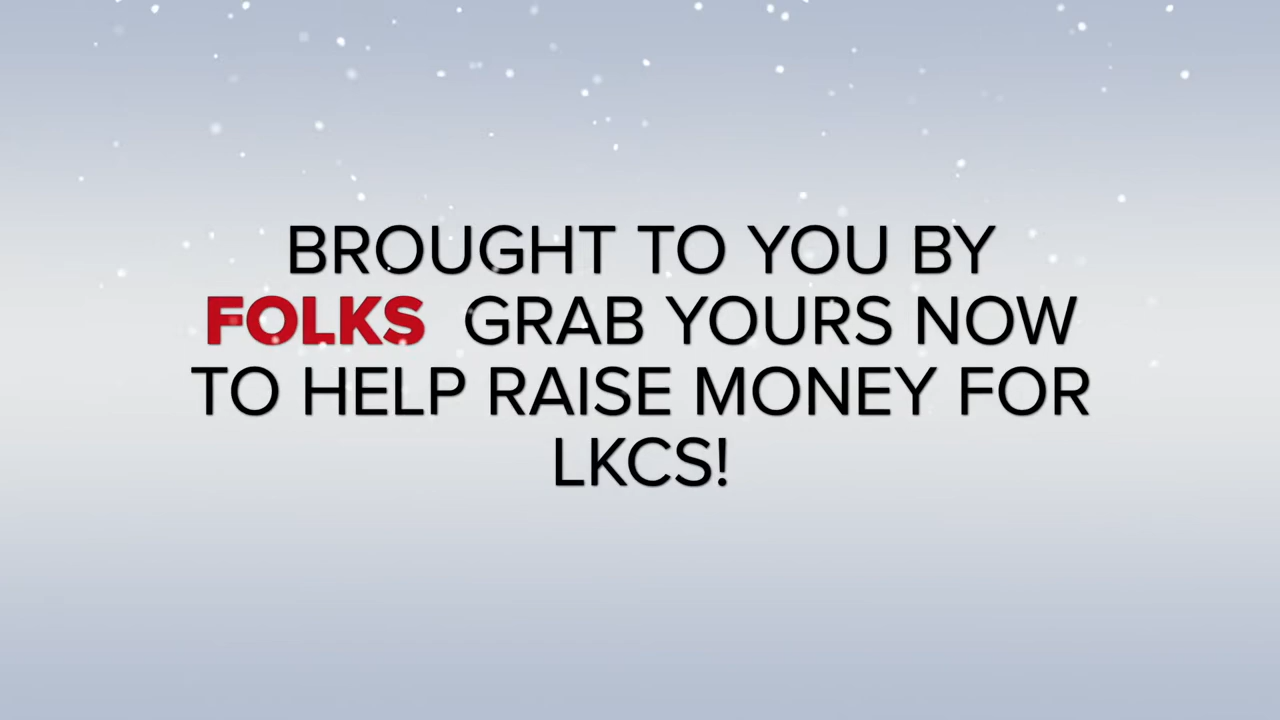 BROUGHT TO YOU BY
FOLKS GRAB YOURS NOW
TO HELP RAISE MONEY FOR
LKCS!